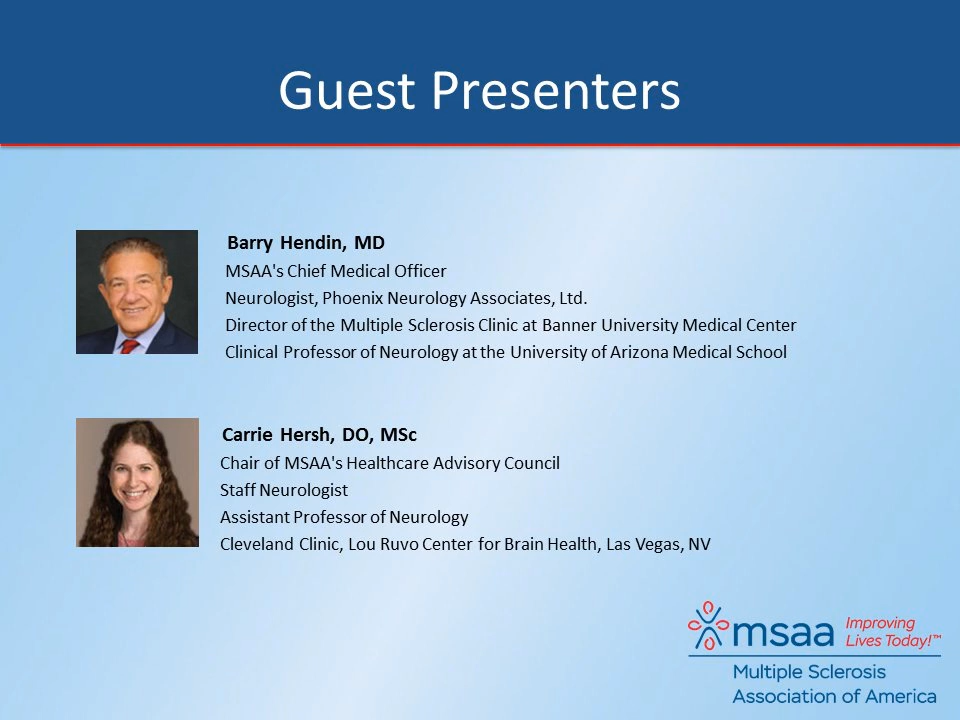 Guest Presenters
Barry Hendin, MD
MSAA's Chief Medical Officer
Neurologist, Phoenix Neurology Associates, Ltd.
Director of the Multiple Sclerosis Clinic at Banner University Medical Center
Clinical Professor of Neurology at the University of Arizona Medical School
Carrie Hersh, DO, MSc
Chair of MSAA's Healthcare Advisory Council
Staff Neurologist
Assistant Professor of Neurology
Cleveland Clinic, Lou Ruvo Center for Brain Health, Las Vegas, NV
msaa
Improving
Lives Today!™
Multiple Sclerosis
Association of America